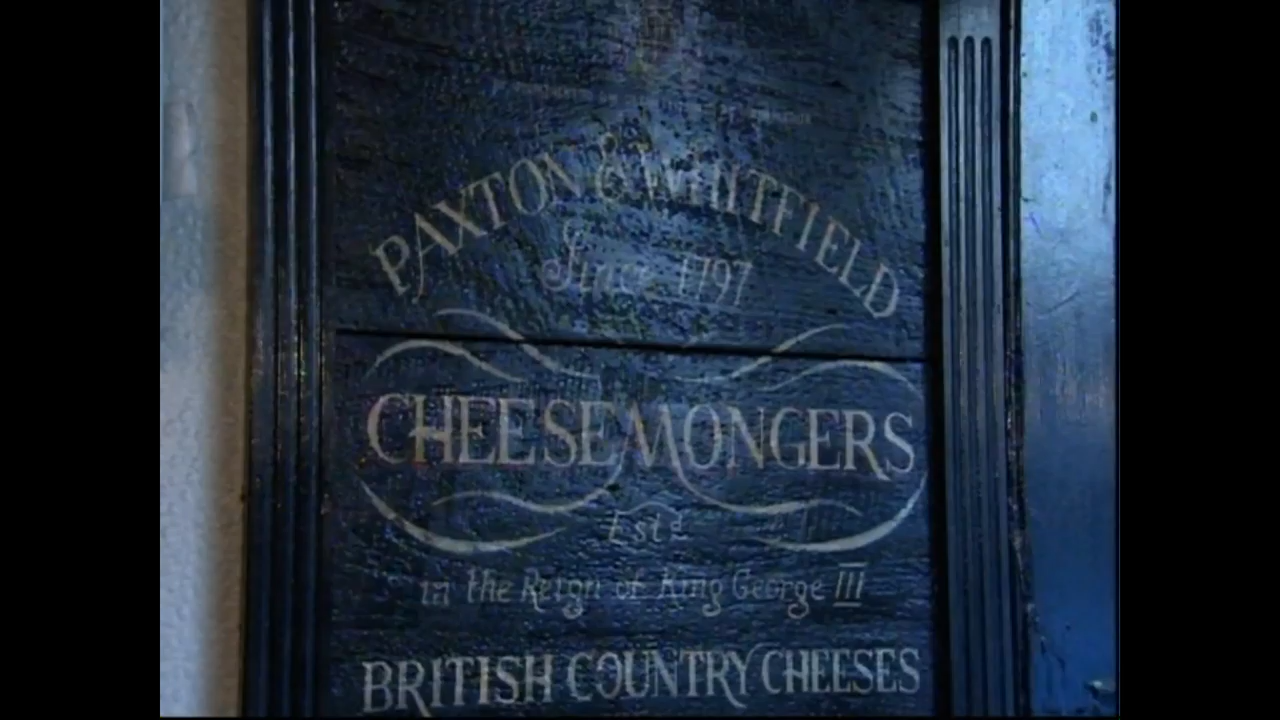 PAXTON & WHITFIELD
Since 1797
CHEESEMONGERS
Estd
in the Reign of King George III
BRITISH COUNTRY CHEESES